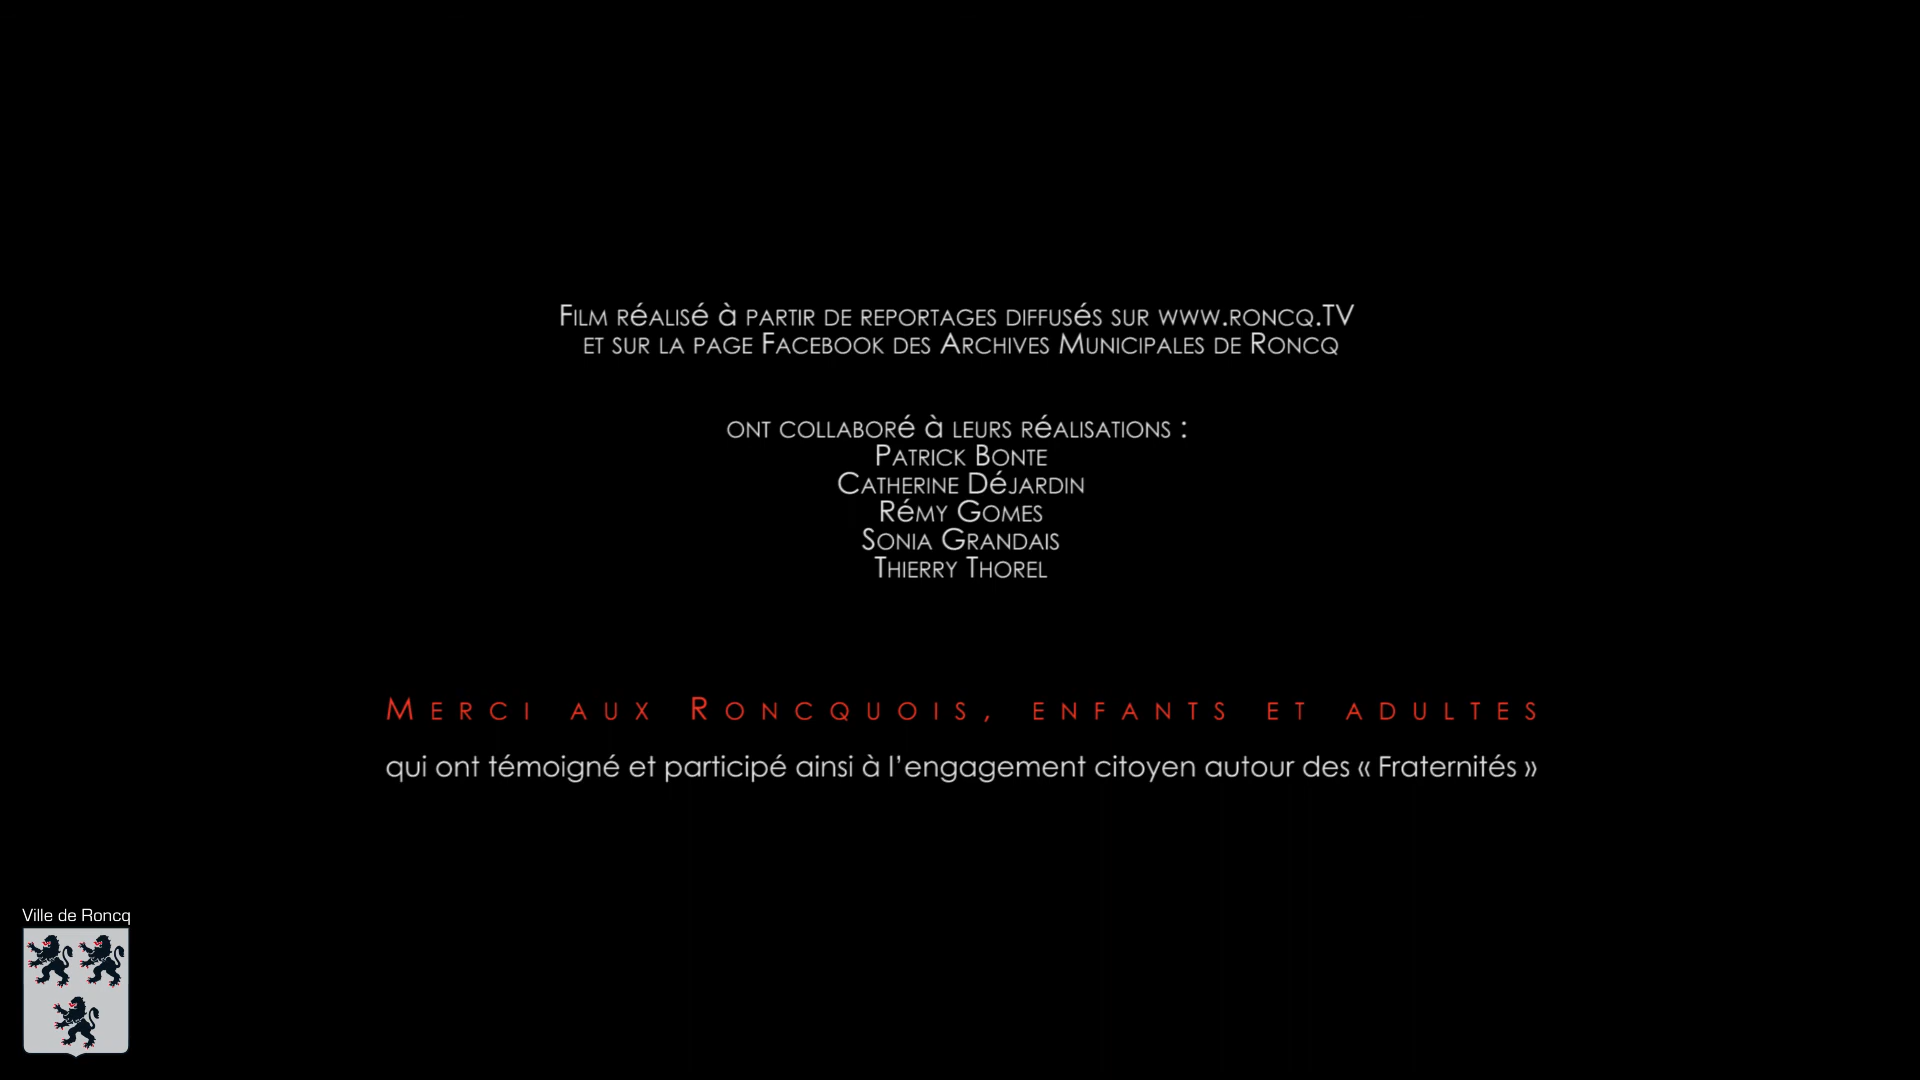 Film réalisé à partir de reportages diffusés sur www.roncq.TV
et sur la page Facebook des Archives Municipales de Roncq
ont collaboré à leurs réalisations :
Patrick Bonte
Catherine Déjardin
Rémy Gomes
Sonia Grandais
Thierry Thorel
Merci aux Roncquois, enfants et adultes
qui ont témoigné et participé ainsi à l’engagement citoyen autour des « Fraternités »
Ville de Roncq